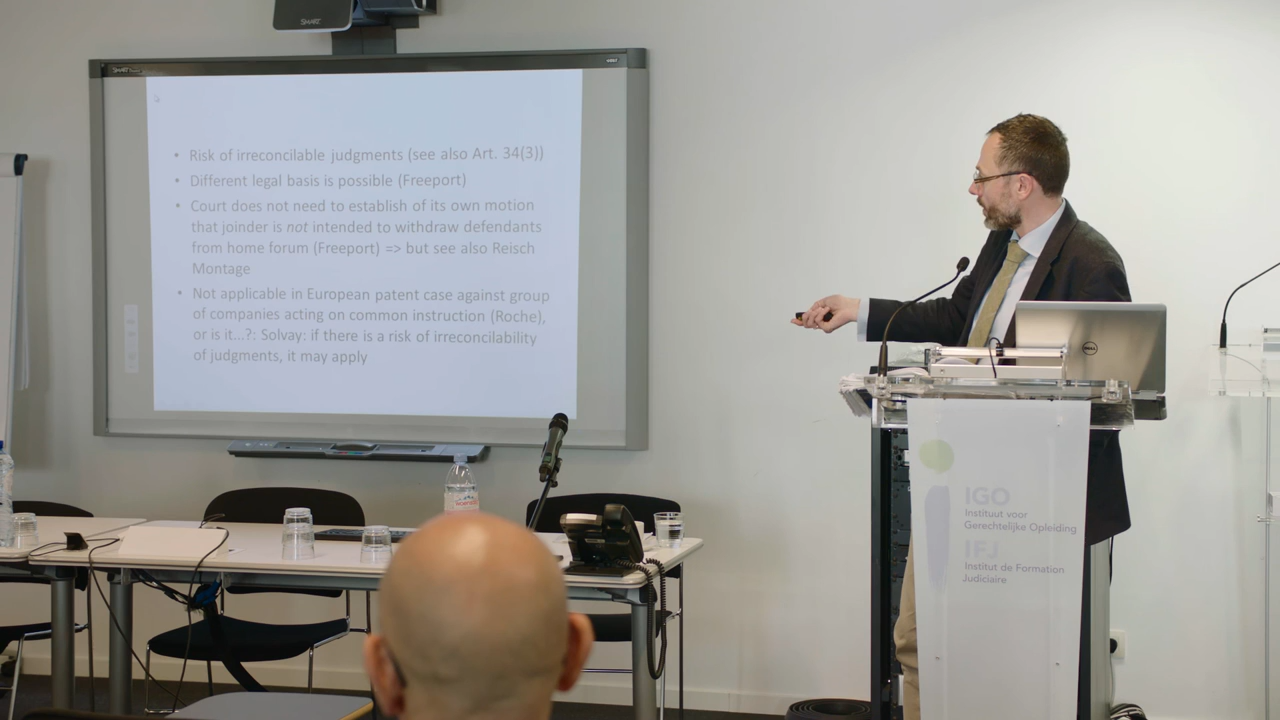 SMART
SMART
• Risk of irreconcilable judgments (see also Art. 34(3))
• Different legal basis is possible (Freeport)
• Court does not need to establish of its own motion
that joinder is not intended to withdraw defendants
from home forum (Freeport) => but see also Reisch
Montage
• Not applicable in European patent case against group
of companies acting on common instruction (Roche),
or is it...?: Solvay: if there is a risk of irreconcilability
of judgments, it may apply
DELL
IGO
Instituut voor
Gerechtelijke Opleiding
IFJ
Institut de Formation
Judiciaire